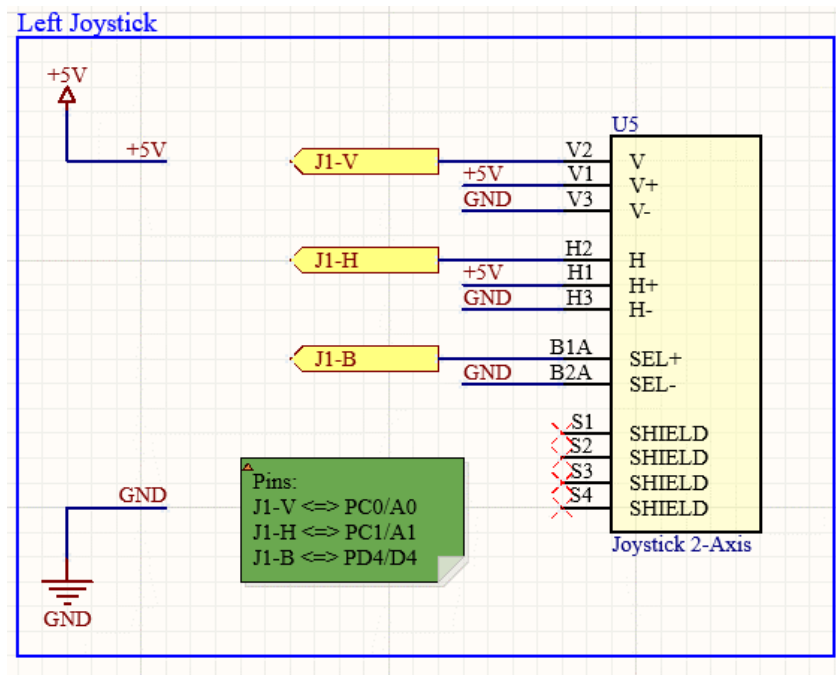 Left Joystick
+5V
+5V
GND
GND
J1-V
+5V
GND
J1-H
+5V
GND
J1-B
GND
Pins:
J1-V <=> PC0/A0
J1-H <=> PC1/A1
J1-B <=> PD4/D4
U5
V2 V
V1 V+
V3 V-
H2 H
H1 H+
H3 H-
B1A SEL+
B2A SEL-
S1 SHIELD
S2 SHIELD
S3 SHIELD
S4 SHIELD
Joystick 2-Axis